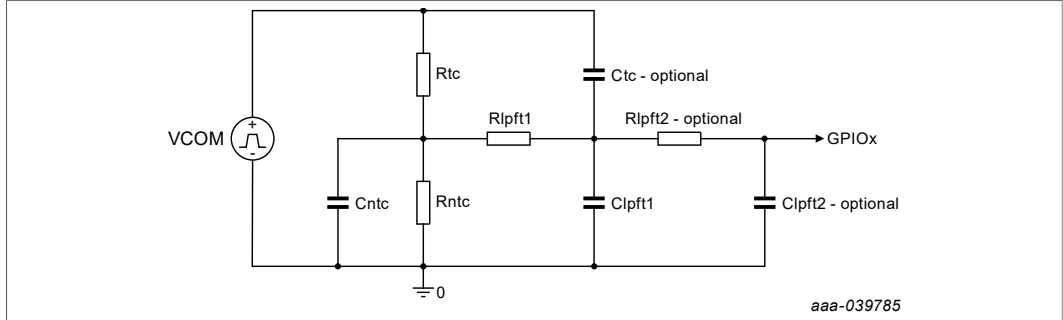 Rtc
Ctc - optional
Rlpft1
Rlpft2 - optional
VCOM
+
-
GPIOx
Cntc
Rntc
Clpft1
Clpft2 - optional
0
aaa-039785